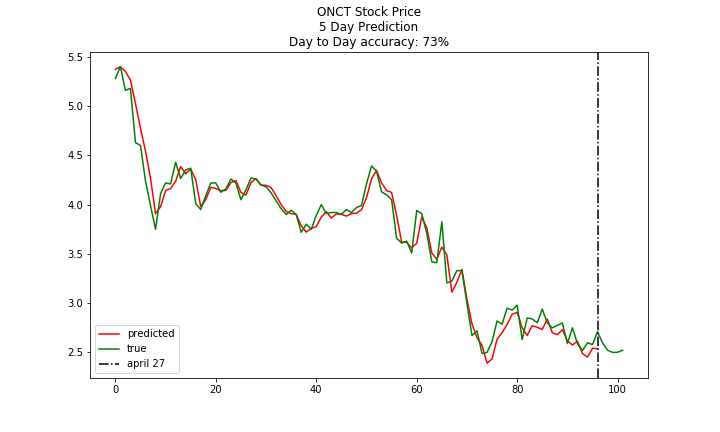 ONCT Stock Price
5 Day Prediction
Day to Day accuracy: 73%
5.5
5.0
4.5
4.0
3.5
3.0
2.5
predicted
true
april 27
0
20
40
60
80
100